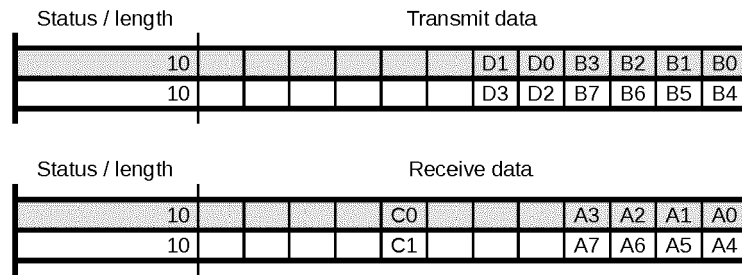 Status / length Transmit data
10 D1 D0 B3 B2 B1 B0
10 D3 D2 B7 B6 B5 B4
Status / length Receive data
10 C0 A3 A2 A1 A0
10 C1 A7 A6 A5 A4